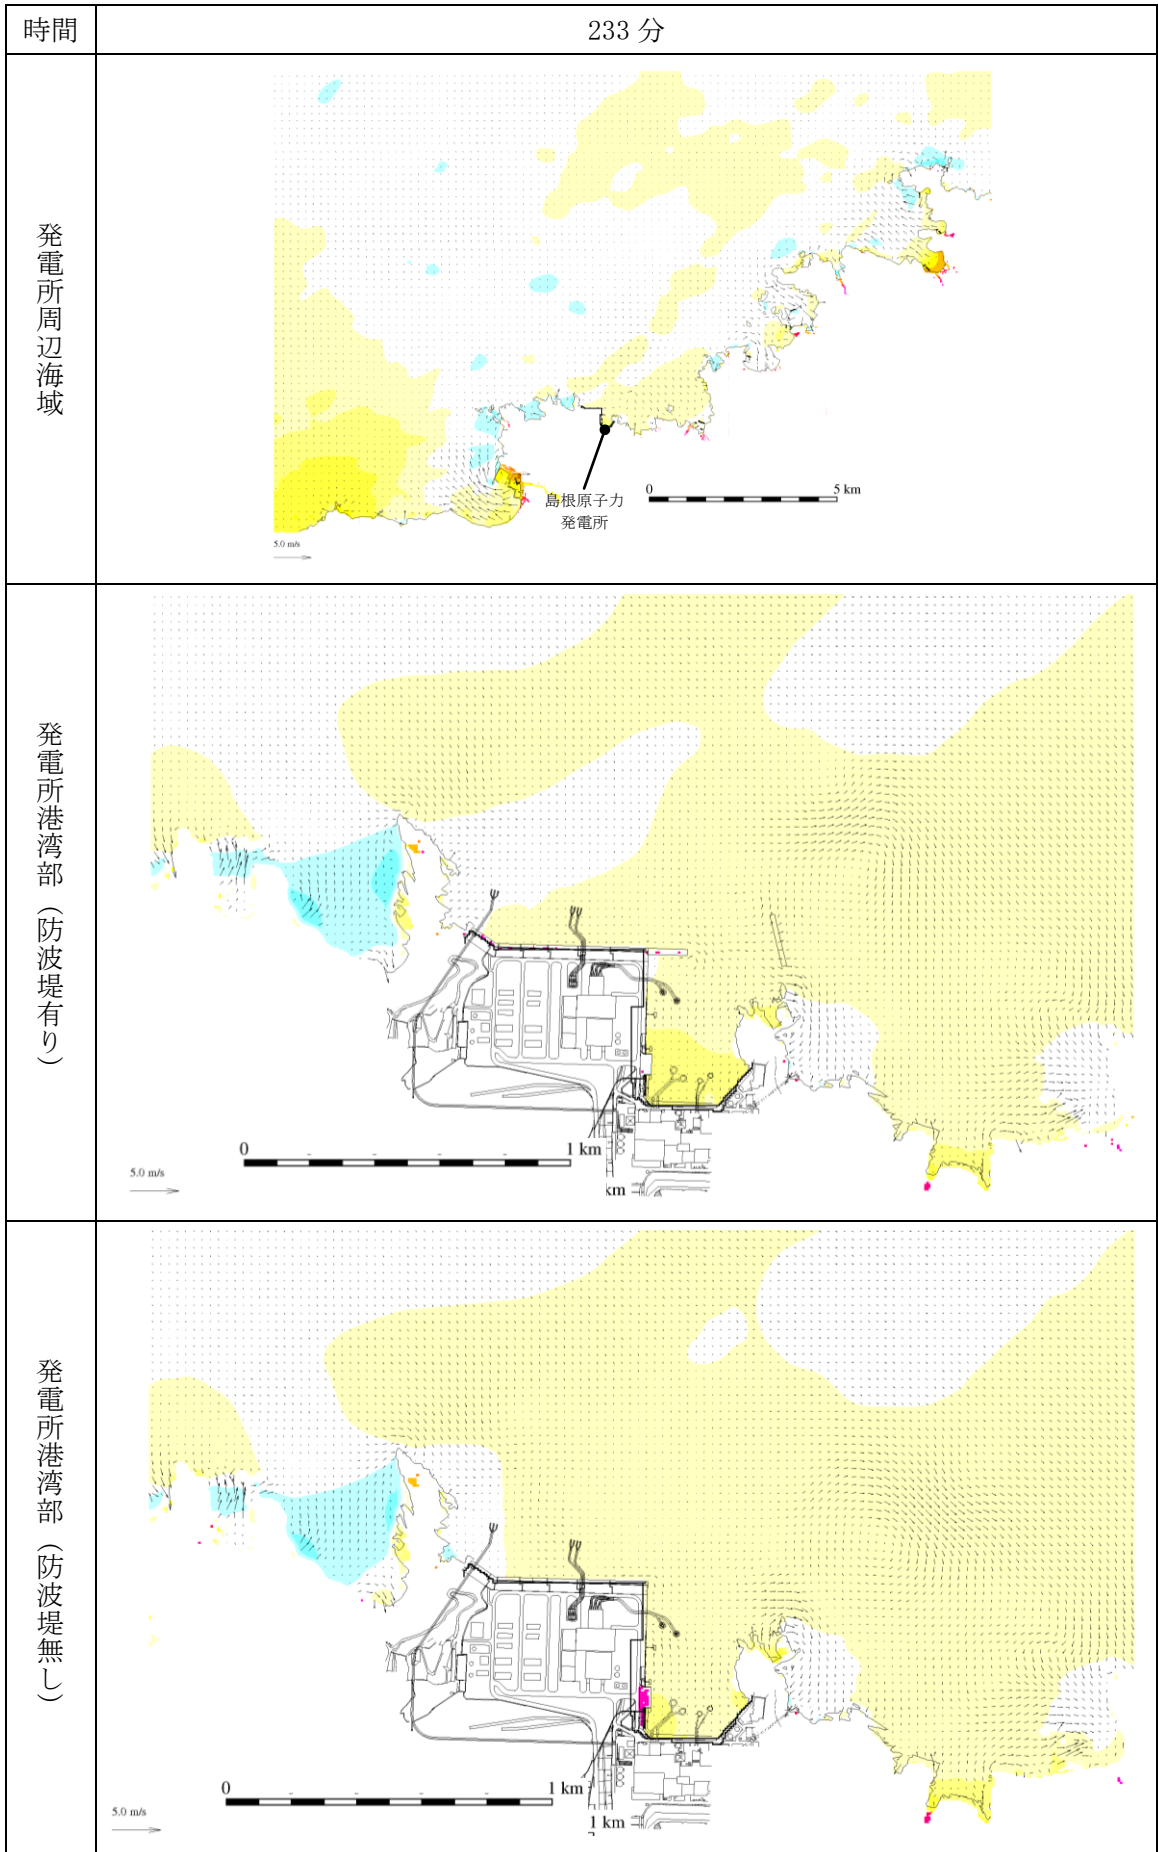 時間
233 分
発電所周辺海域
島根原子力
発電所
0
5 km
5.0 m/s
発電所港湾部（防波堤有り）
0
1 km
5.0 m/s
km
発電所港湾部（防波堤無し）
0
1 km
5.0 m/s
1 km